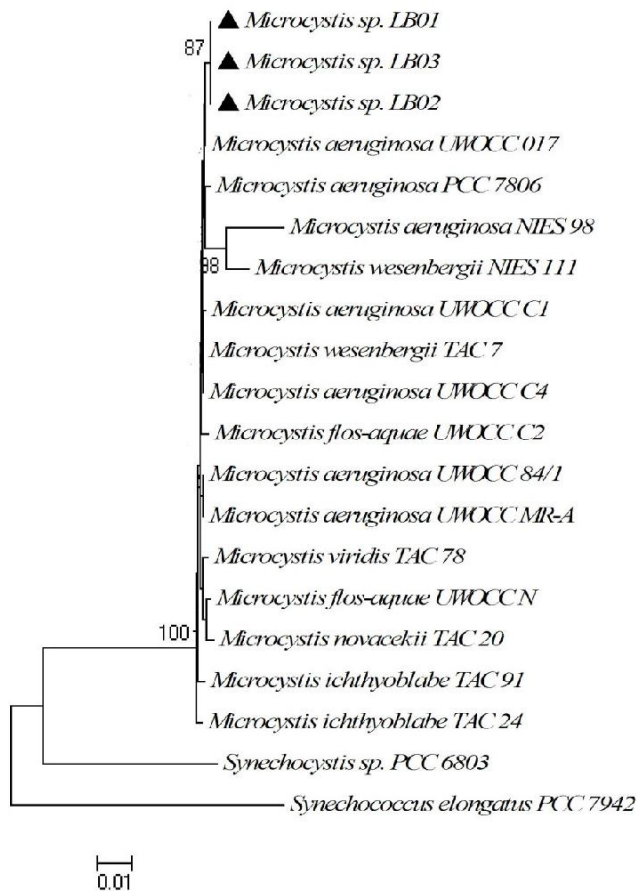 ▲ Microcystis sp. LB01
87
▲ Microcystis sp. LB03
▲ Microcystis sp. LB02
Microcystis aeruginosa UWOCC 017
Microcystis aeruginosa PCC 7806
Microcystis aeruginosa NIES 98
98
Microcystis wesenbergii NIES 111
Microcystis aeruginosa UWOCC C1
Microcystis wesenbergii TAC 7
Microcystis aeruginosa UWOCC C4
Microcystis flos-aquae UWOCC C2
Microcystis aeruginosa UWOCC 84/1
Microcystis aeruginosa UWOCC MR-A
Microcystis viridis TAC 78
Microcystis flos-aquae UWOCC N
100
Microcystis novacekii TAC 20
Microcystis ichthyoblabe TAC 91
Microcystis ichthyoblabe TAC 24
Synechocystis sp. PCC 6803
Synechococcus elongatus PCC 7942
0.01